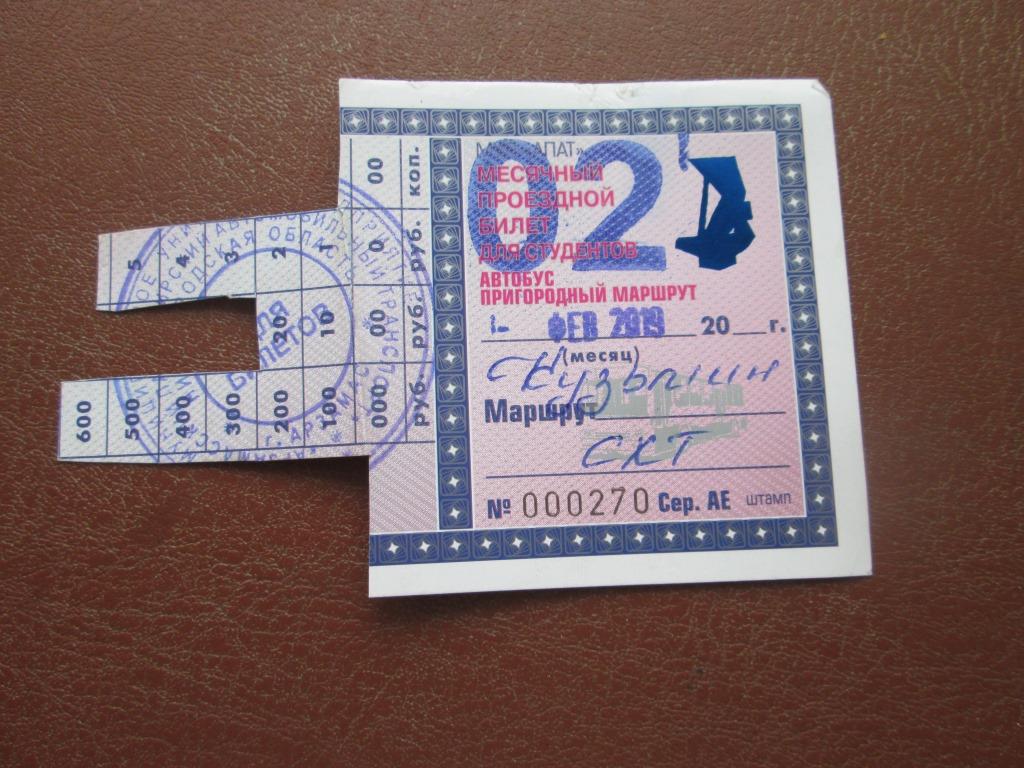 02
МЕСЯЧНЫЙ
ПРОЕЗДНОЙ
БИЛЕТ
ДЛЯ СТУДЕНТОВ
АВТОБУС
ПРИГОРОДНЫЙ МАРШРУТ
ФЕВ 2019 20 г.
(месяц)
Маршрут
СХТ
№ 000270 Сер. АЕ штамп
руб. руб. коп.
000 00 0 00
100 10 1
200 20 2
300 3
400 4
500 5
600
ДЛЯ
БИЛЕТОВ